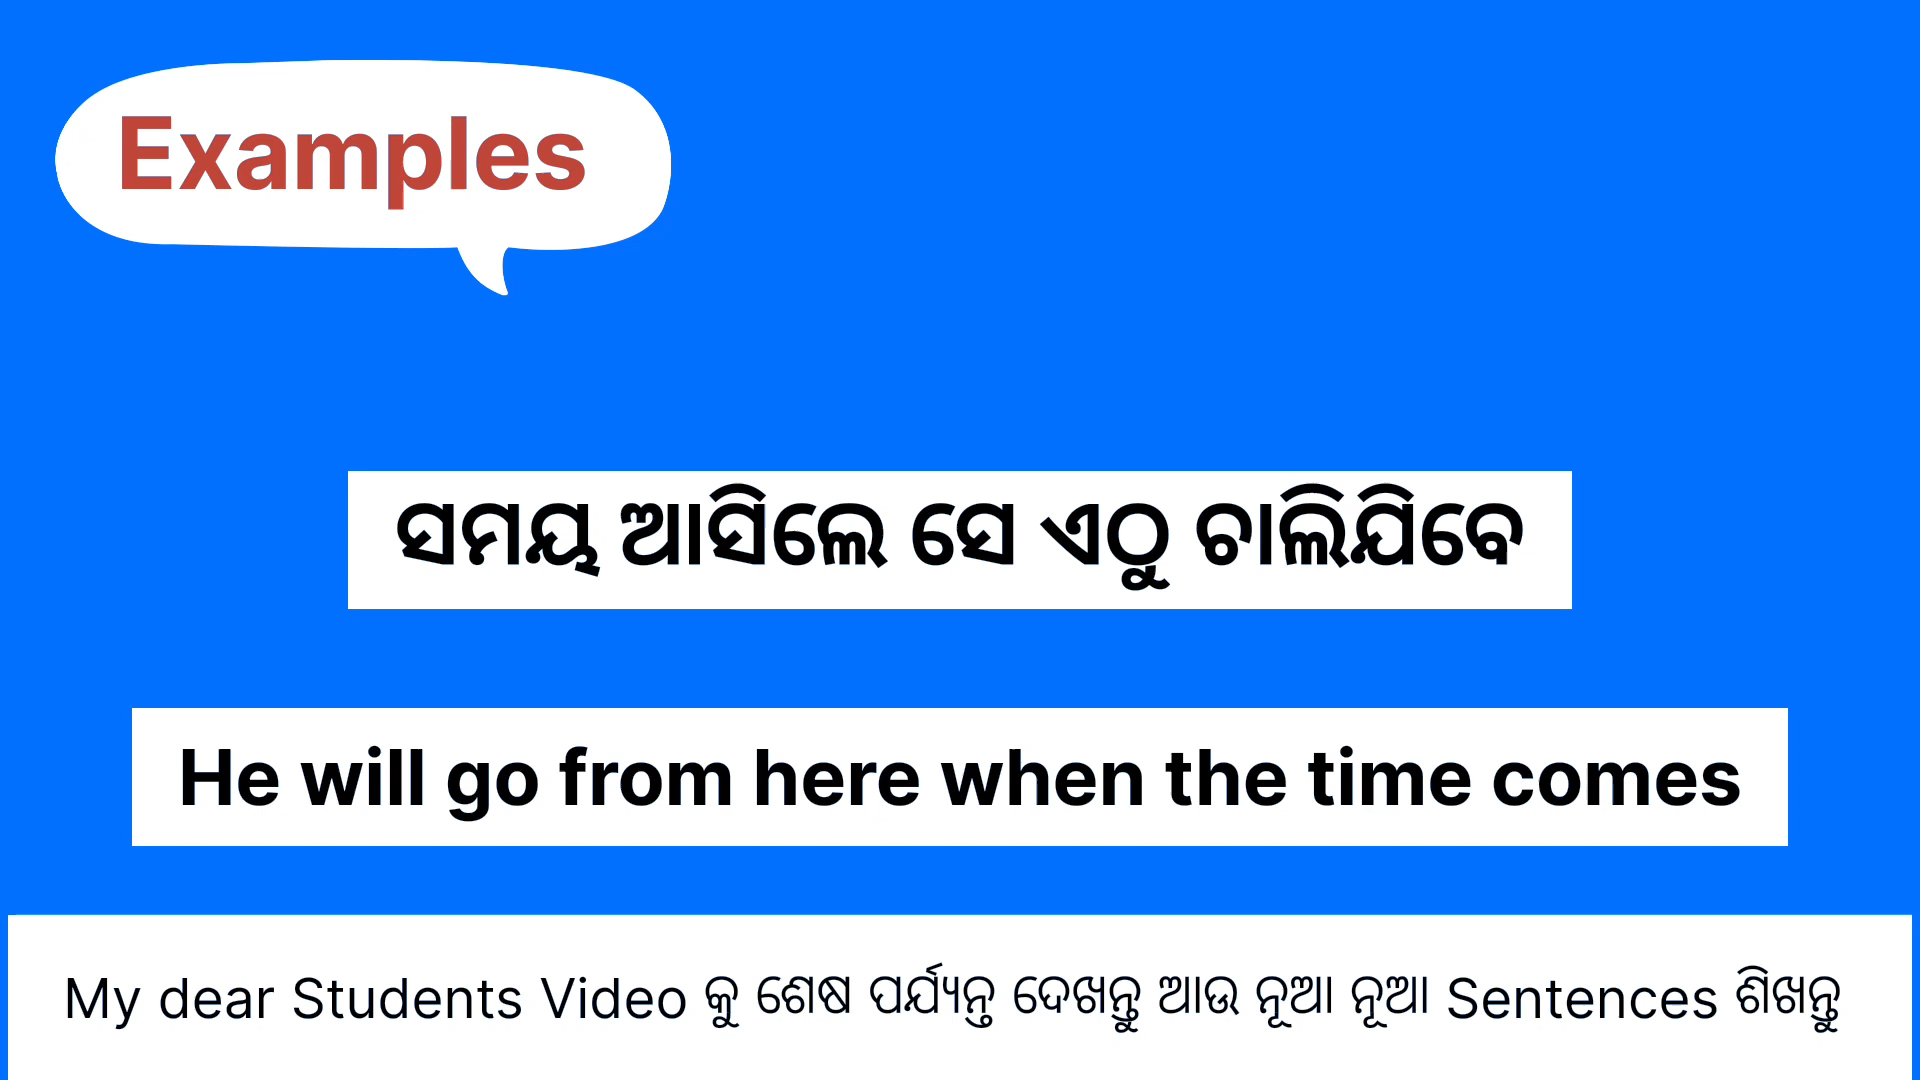 Examples
ସମୟ ଆସିଲେ ସେ ଏଠୁ ଚାଲିଯିବେ
He will go from here when the time comes
My dear Students Video କୁ ଶେଷ ପର୍ଯ୍ୟନ୍ତ ଦେଖନ୍ତୁ ଆଉ ନୂଆ ନୂଆ Sentences ଶିଖନ୍ତୁ